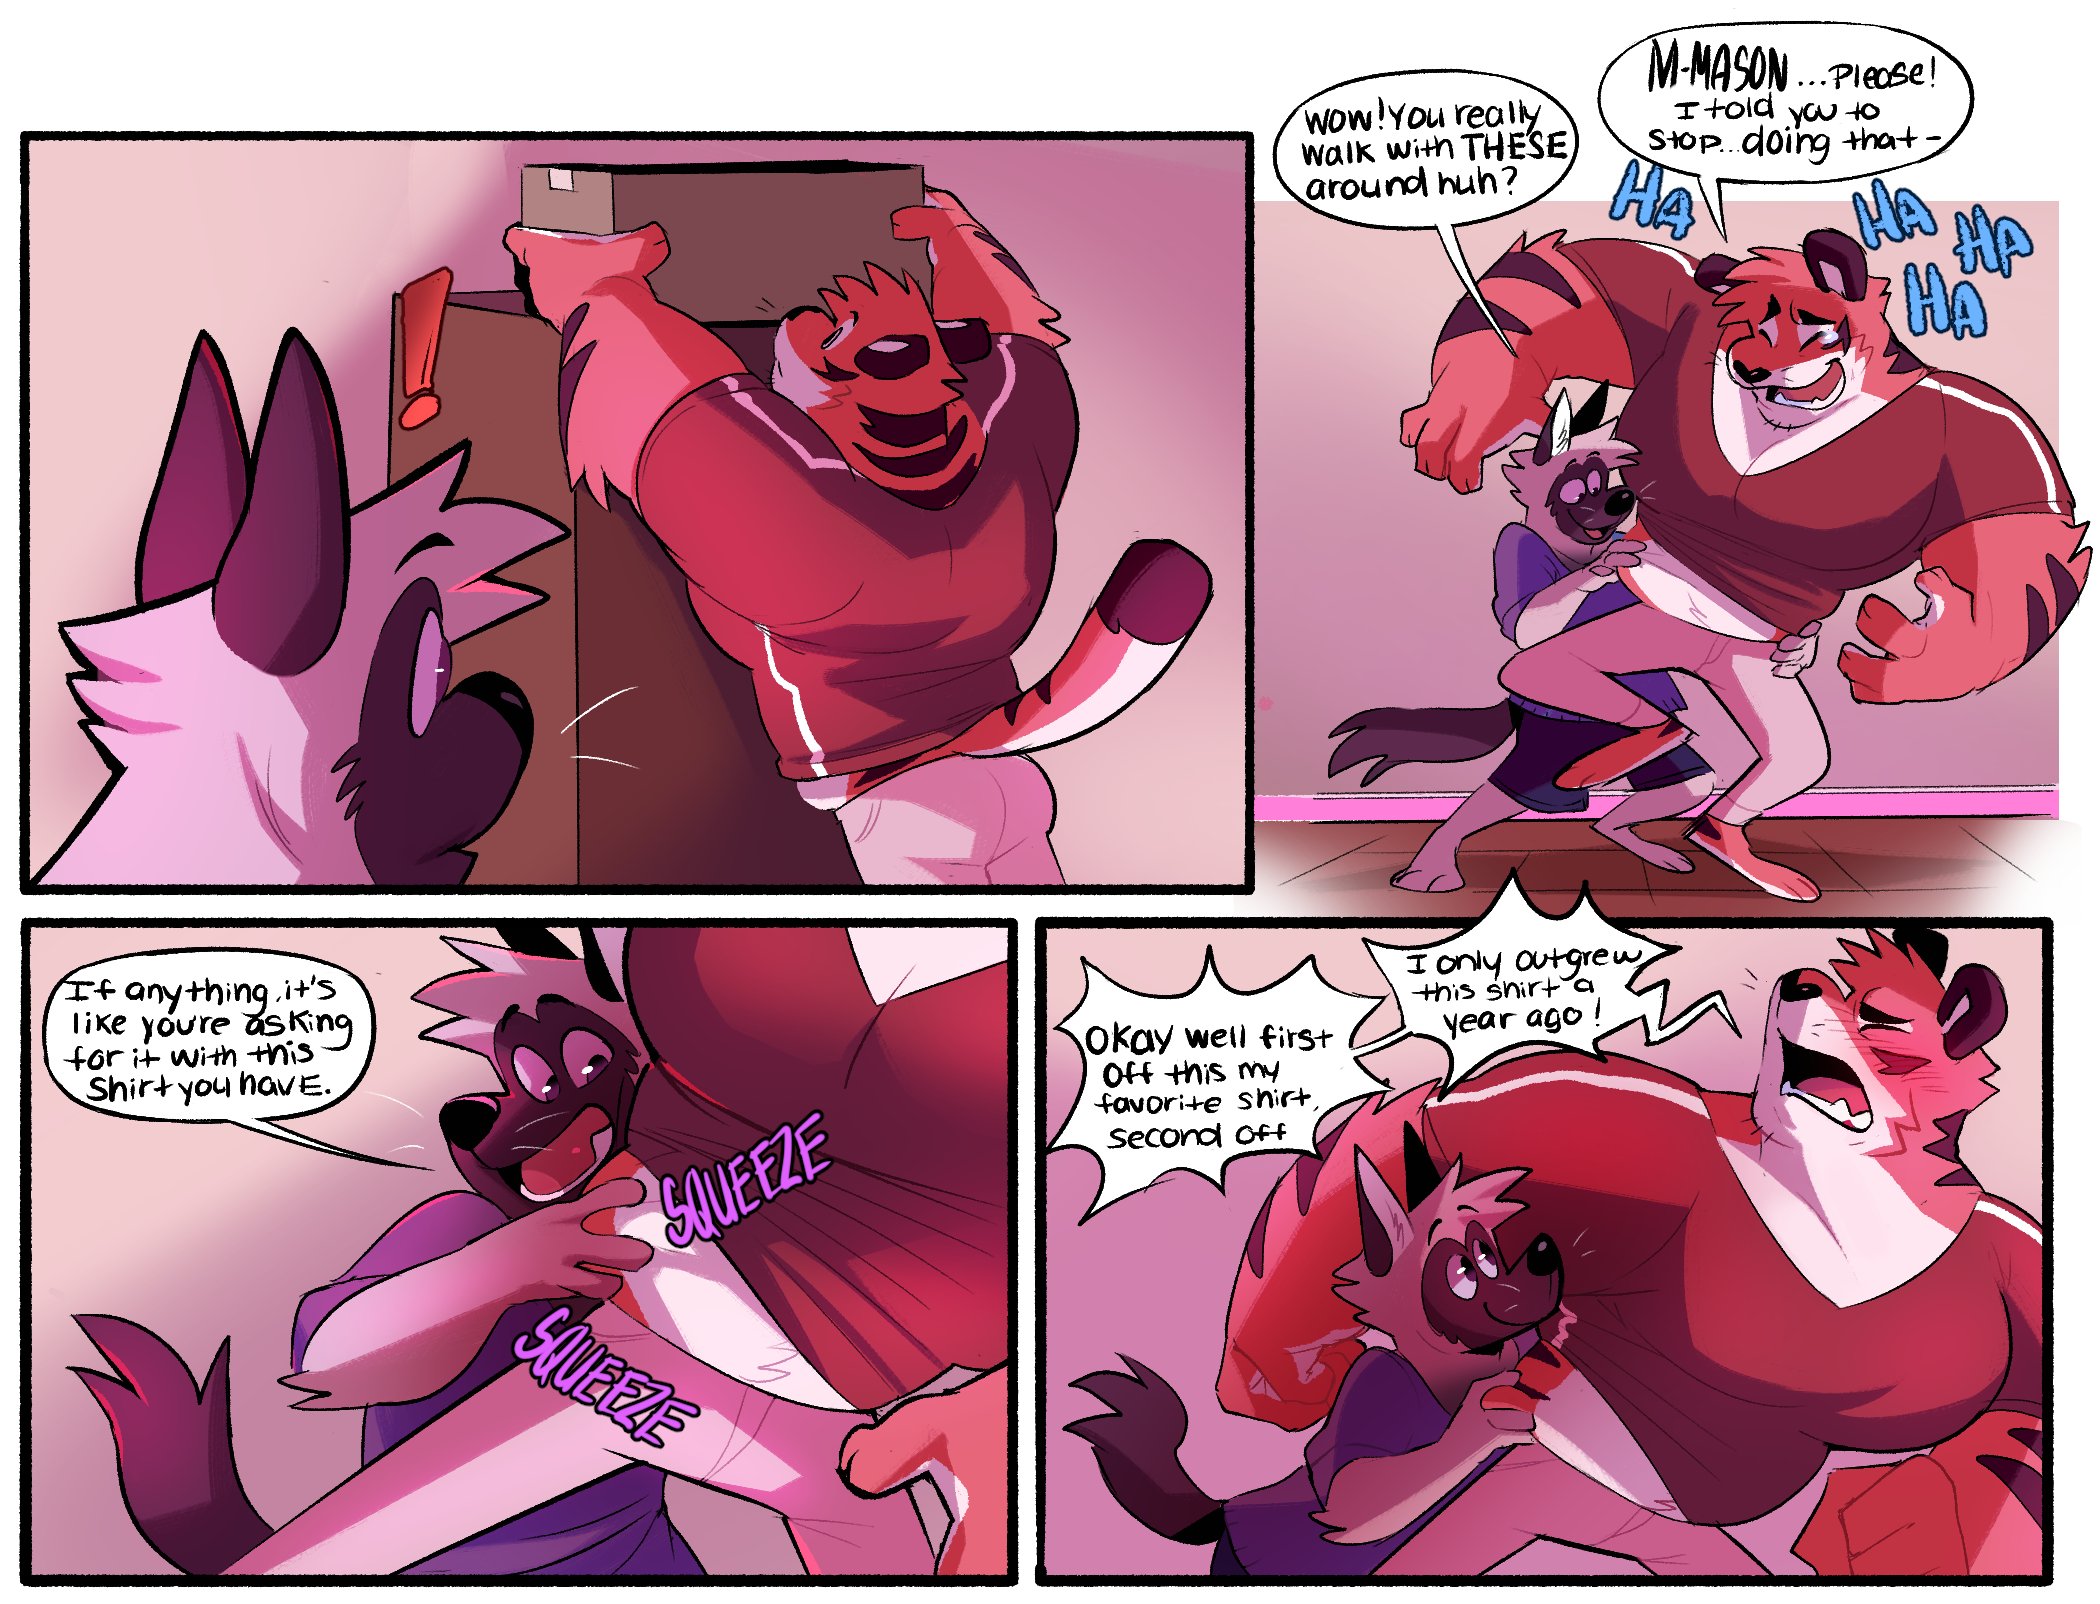 !
WOW! You really
walk with THESE
around huh?
M-MASON ...Please!
I told you to
stop...doing that-
HA
HA
HA
HA
If anything, it's
like you're asking
for it with this
shirt you have.
SQUEEZE
SQUEEZE
Okay well first
off this my
favorite shirt,
second off
I only outgrew
this shirt a
year ago!